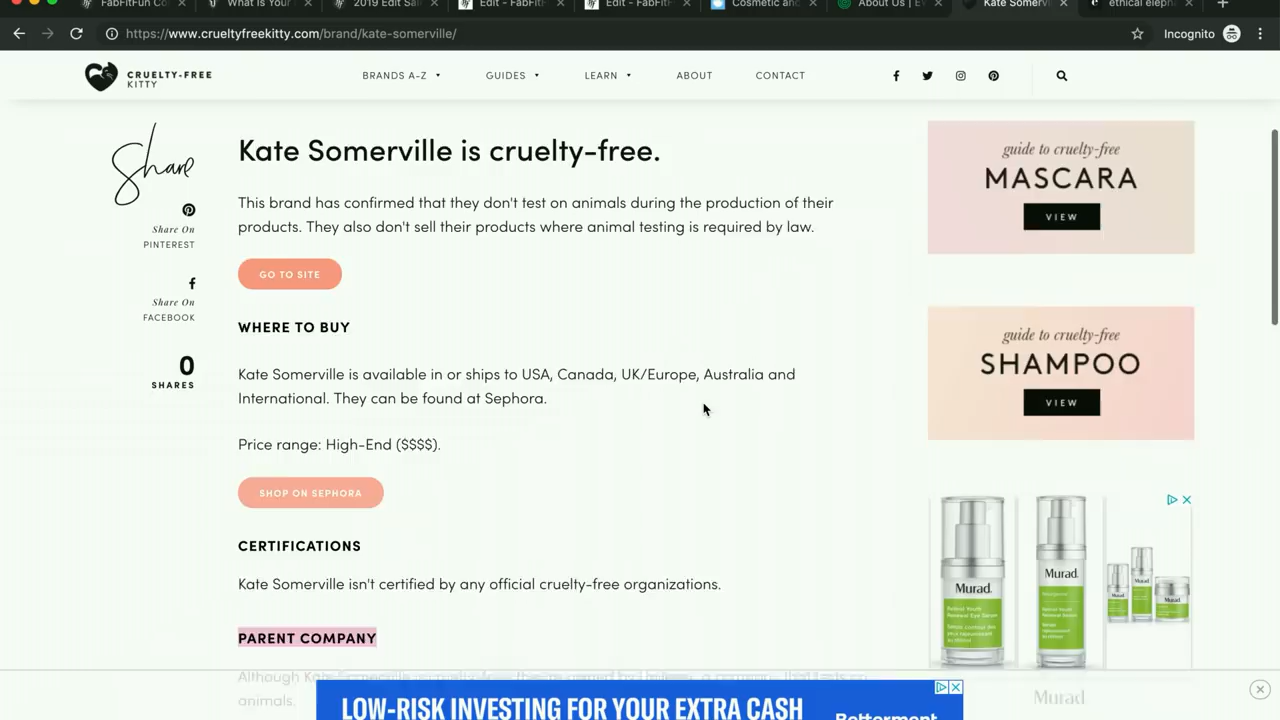 FabFitFun Co
What is Your
2019 Edit Sal
Edit - FabFitF
Edit - FabFitF
Cosmetic and
About Us | E
Kate Somervi
ethical eleph
https://www.crueltyfreekitty.com/brand/kate-somerville/
Incognito
CRUELTY-FREE
KITTY
BRANDS A-Z
GUIDES
LEARN
ABOUT
CONTACT
Share
Share On
PINTEREST
Share On
FACEBOOK
0
SHARES
Kate Somerville is cruelty-free.
This brand has confirmed that they don't test on animals during the production of their
products. They also don't sell their products where animal testing is required by law.
GO TO SITE
WHERE TO BUY
Kate Somerville is available in or ships to USA, Canada, UK/Europe, Australia and
International. They can be found at Sephora.
Price range: High-End ($$$$).
SHOP ON SEPHORA
CERTIFICATIONS
Kate Somerville isn't certified by any official cruelty-free organizations.
PARENT COMPANY
Although Kate Somerville is
animals.
guide to cruelty-free
MASCARA
VIEW
guide to cruelty-free
SHAMPOO
VIEW
Murad.
Murad.
Murad
LOW-RISK INVESTING FOR YOUR EXTRA CASH
Betterment